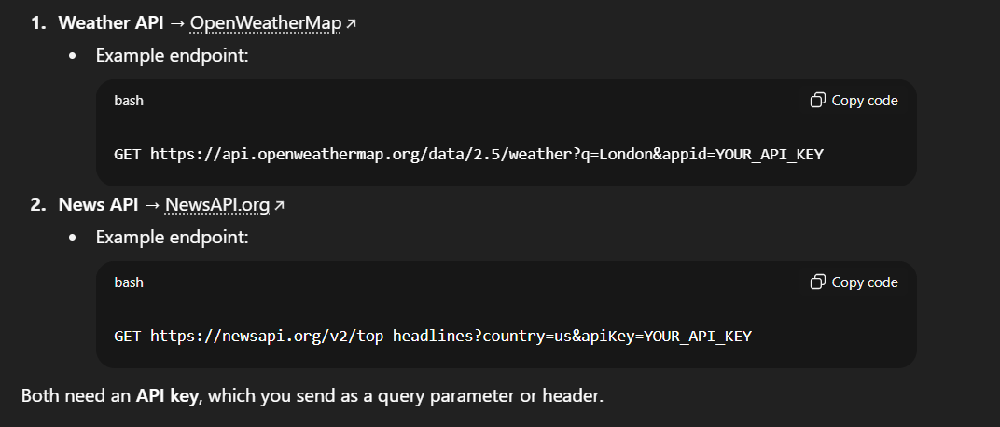 1. Weather API → OpenWeatherMap ↗
• Example endpoint:
bash Copy code
GET https://api.openweathermap.org/data/2.5/weather?q=London&appid=YOUR_API_KEY
2. News API → NewsAPI.org ↗
• Example endpoint:
bash Copy code
GET https://newsapi.org/v2/top-headlines?country=us&apiKey=YOUR_API_KEY
Both need an API key, which you send as a query parameter or header.